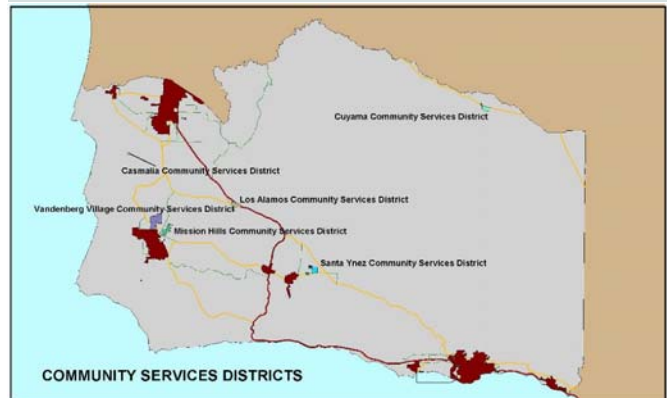 Cuyama Community Services District
Casmalia Community Services District
Los Alamos Community Services District
Vandenberg Village Community Services District
Mission Hills Community Services District
Santa Ynez Community Services District
COMMUNITY SERVICES DISTRICTS